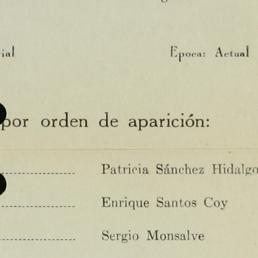 ial Epoca: Actual
por orden de aparición:
Patricia Sánchez Hidalgo
Enrique Santos Coy
Sergio Monsalve